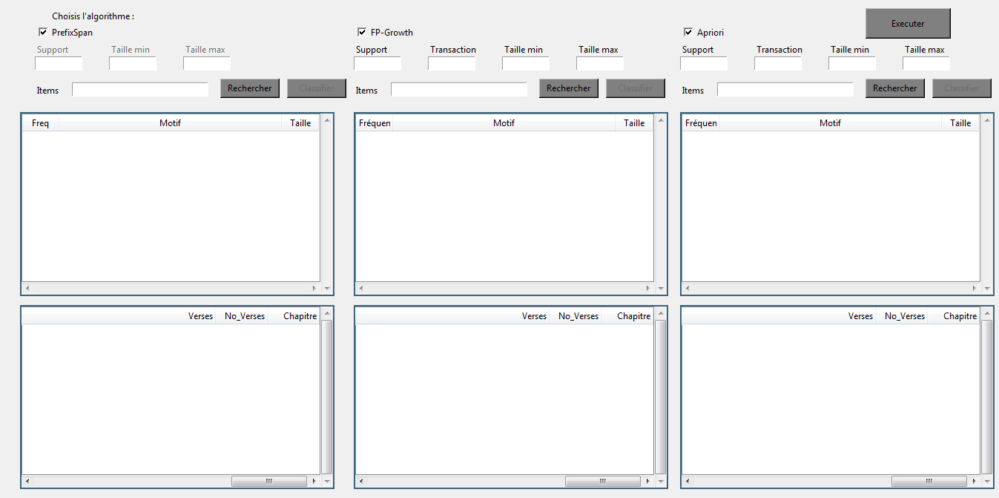 Choisis l'algorithme :
Executer
PrefixSpan FP-Growth Apriori
Support Taille min Taille max Support Transaction Taille min Taille max Support Transaction Taille min Taille max
Items Rechercher Classifier Items Rechercher Classifier Items Rechercher Classifier
Freq Motif Taille Fréquen Motif Taille Fréquen Motif Taille
Verses No_Verses Chapitre Verses No_Verses Chapitre Verses No_Verses Chapitre